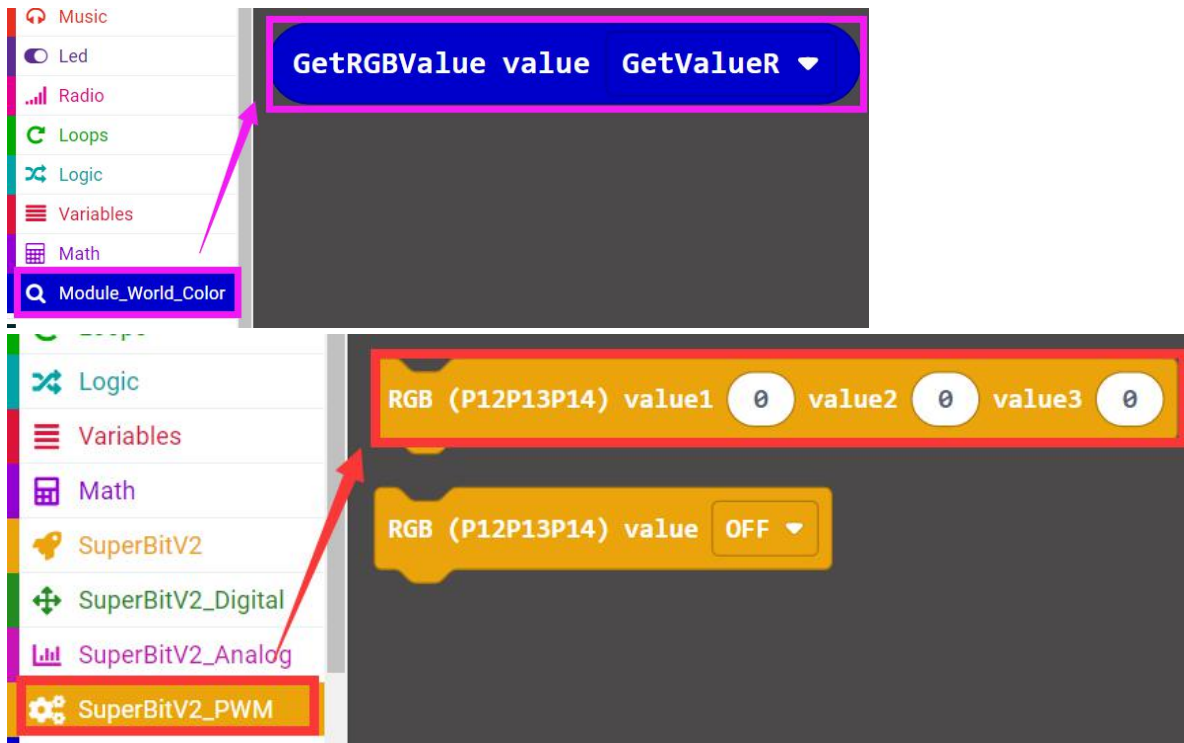 Music
Led
Radio
Loops
Logic
Variables
Math
Module_World_Color
GetRGBValue value GetValueR
Logic
Variables
Math
SuperBitV2
SuperBitV2_Digital
SuperBitV2_Analog
SuperBitV2_PWM
RGB (P12P13P14) value1 0 value2 0 value3 0
RGB (P12P13P14) value OFF